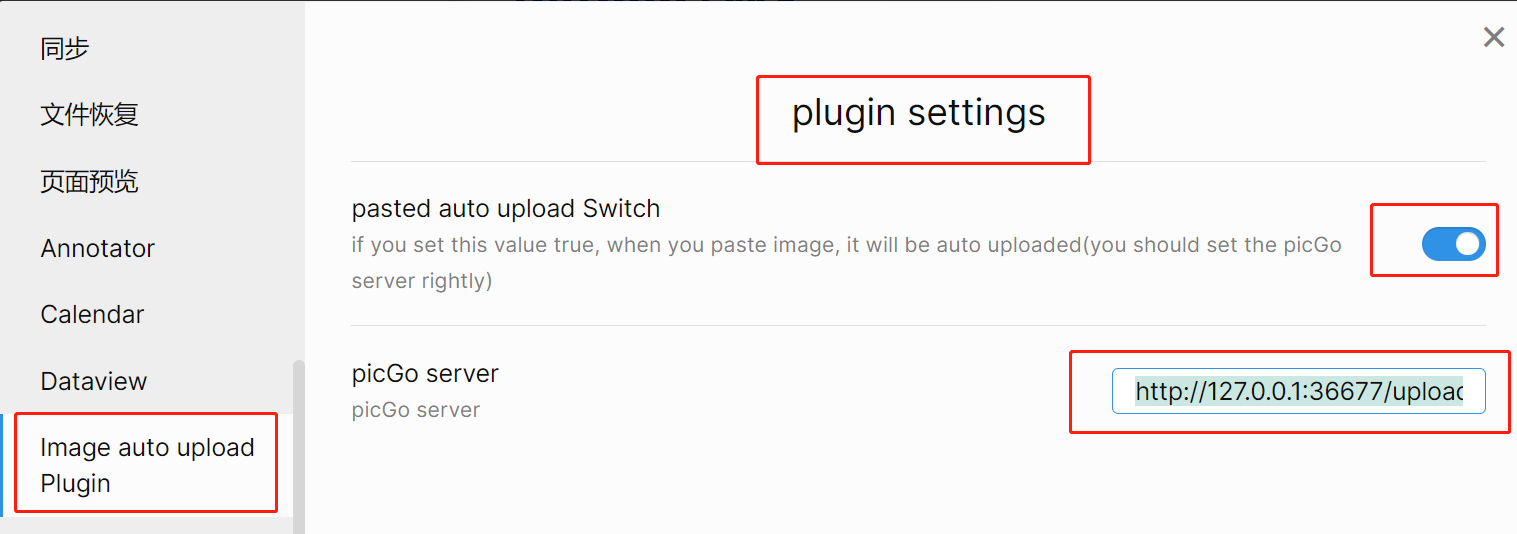 同步
文件恢复
页面预览
Annotator
Calendar
Dataview
Image auto upload
Plugin
plugin settings
pasted auto upload Switch
if you set this value true, when you paste image, it will be auto uploaded(you should set the picGo
server rightly)
picGo server
picGo server
http://127.0.0.1:36677/upload